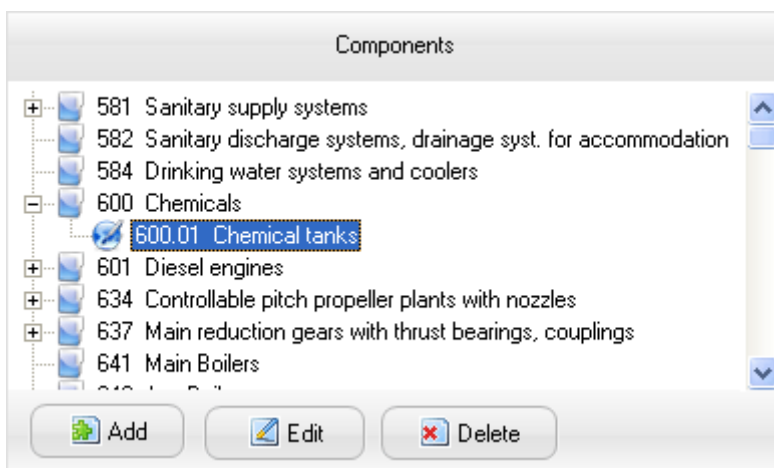 Components
581 Sanitary supply systems
582 Sanitary discharge systems, drainage syst. for accommodation
584 Drinking water systems and coolers
600 Chemicals
600.01 Chemical tanks
601 Diesel engines
634 Controllable pitch propeller plants with nozzles
637 Main reduction gears with thrust bearings, couplings
641 Main Boilers
Add Edit Delete